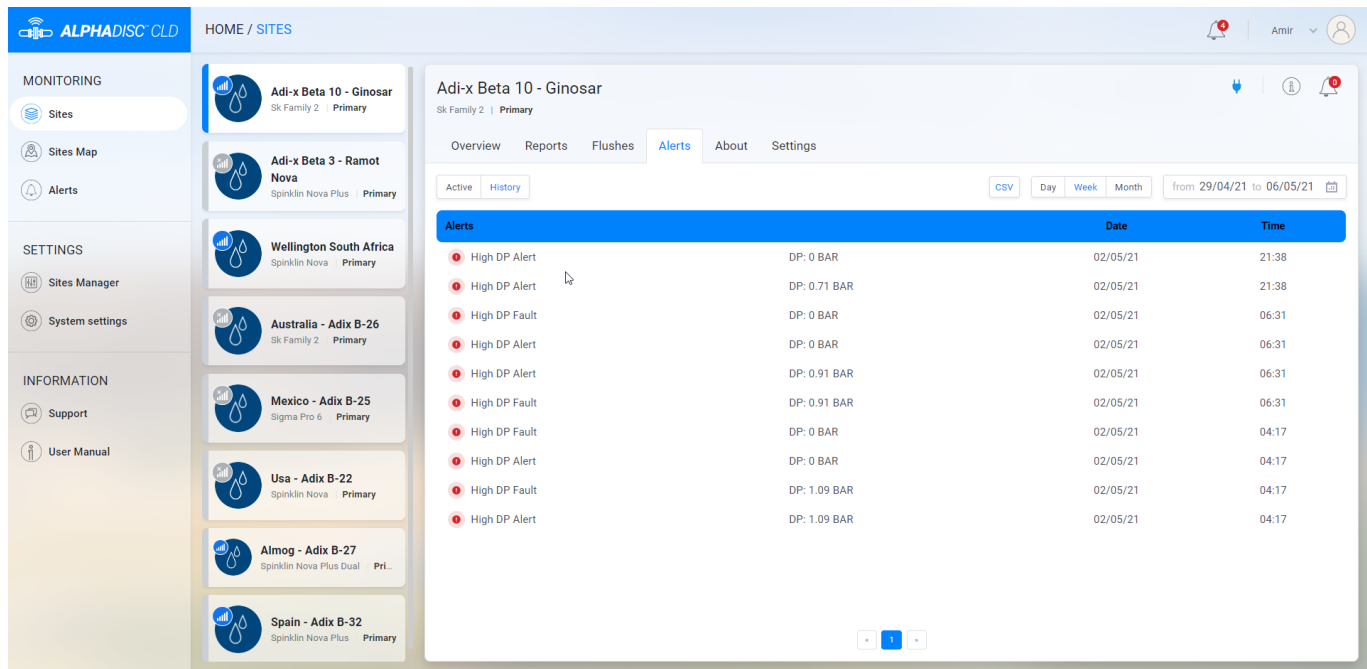 ALPHADISC™ CLD
HOME / SITES
4
Amir
MONITORING
Sites
Sites Map
Alerts
SETTINGS
Sites Manager
System settings
INFORMATION
Support
User Manual
Adi-x Beta 10 - Ginosar
Sk Family 2 | Primary
Adi-x Beta 3 - Ramot
Nova
Spinklin Nova Plus | Primary
Wellington South Africa
Spinklin Nova | Primary
Australia - Adix B-26
Sk Family 2 | Primary
Mexico - Adix B-25
Sigma Pro 6 | Primary
Usa - Adix B-22
Spinklin Nova | Primary
Almog - Adix B-27
Spinklin Nova Plus Dual | Pri...
Spain - Adix B-32
Spinklin Nova Plus | Primary
Adi-x Beta 10 - Ginosar
Sk Family 2 | Primary
0
Overview Reports Flushes Alerts About Settings
Active History CSV Day Week Month from 29/04/21 to 06/05/21
Alerts Date Time
High DP Alert DP: 0 BAR 02/05/21 21:38
High DP Alert DP: 0.71 BAR 02/05/21 21:38
High DP Fault DP: 0 BAR 02/05/21 06:31
High DP Alert DP: 0 BAR 02/05/21 06:31
High DP Alert DP: 0.91 BAR 02/05/21 06:31
High DP Fault DP: 0.91 BAR 02/05/21 06:31
High DP Fault DP: 0 BAR 02/05/21 04:17
High DP Alert DP: 0 BAR 02/05/21 04:17
High DP Fault DP: 1.09 BAR 02/05/21 04:17
High DP Alert DP: 1.09 BAR 02/05/21 04:17
« 1 »